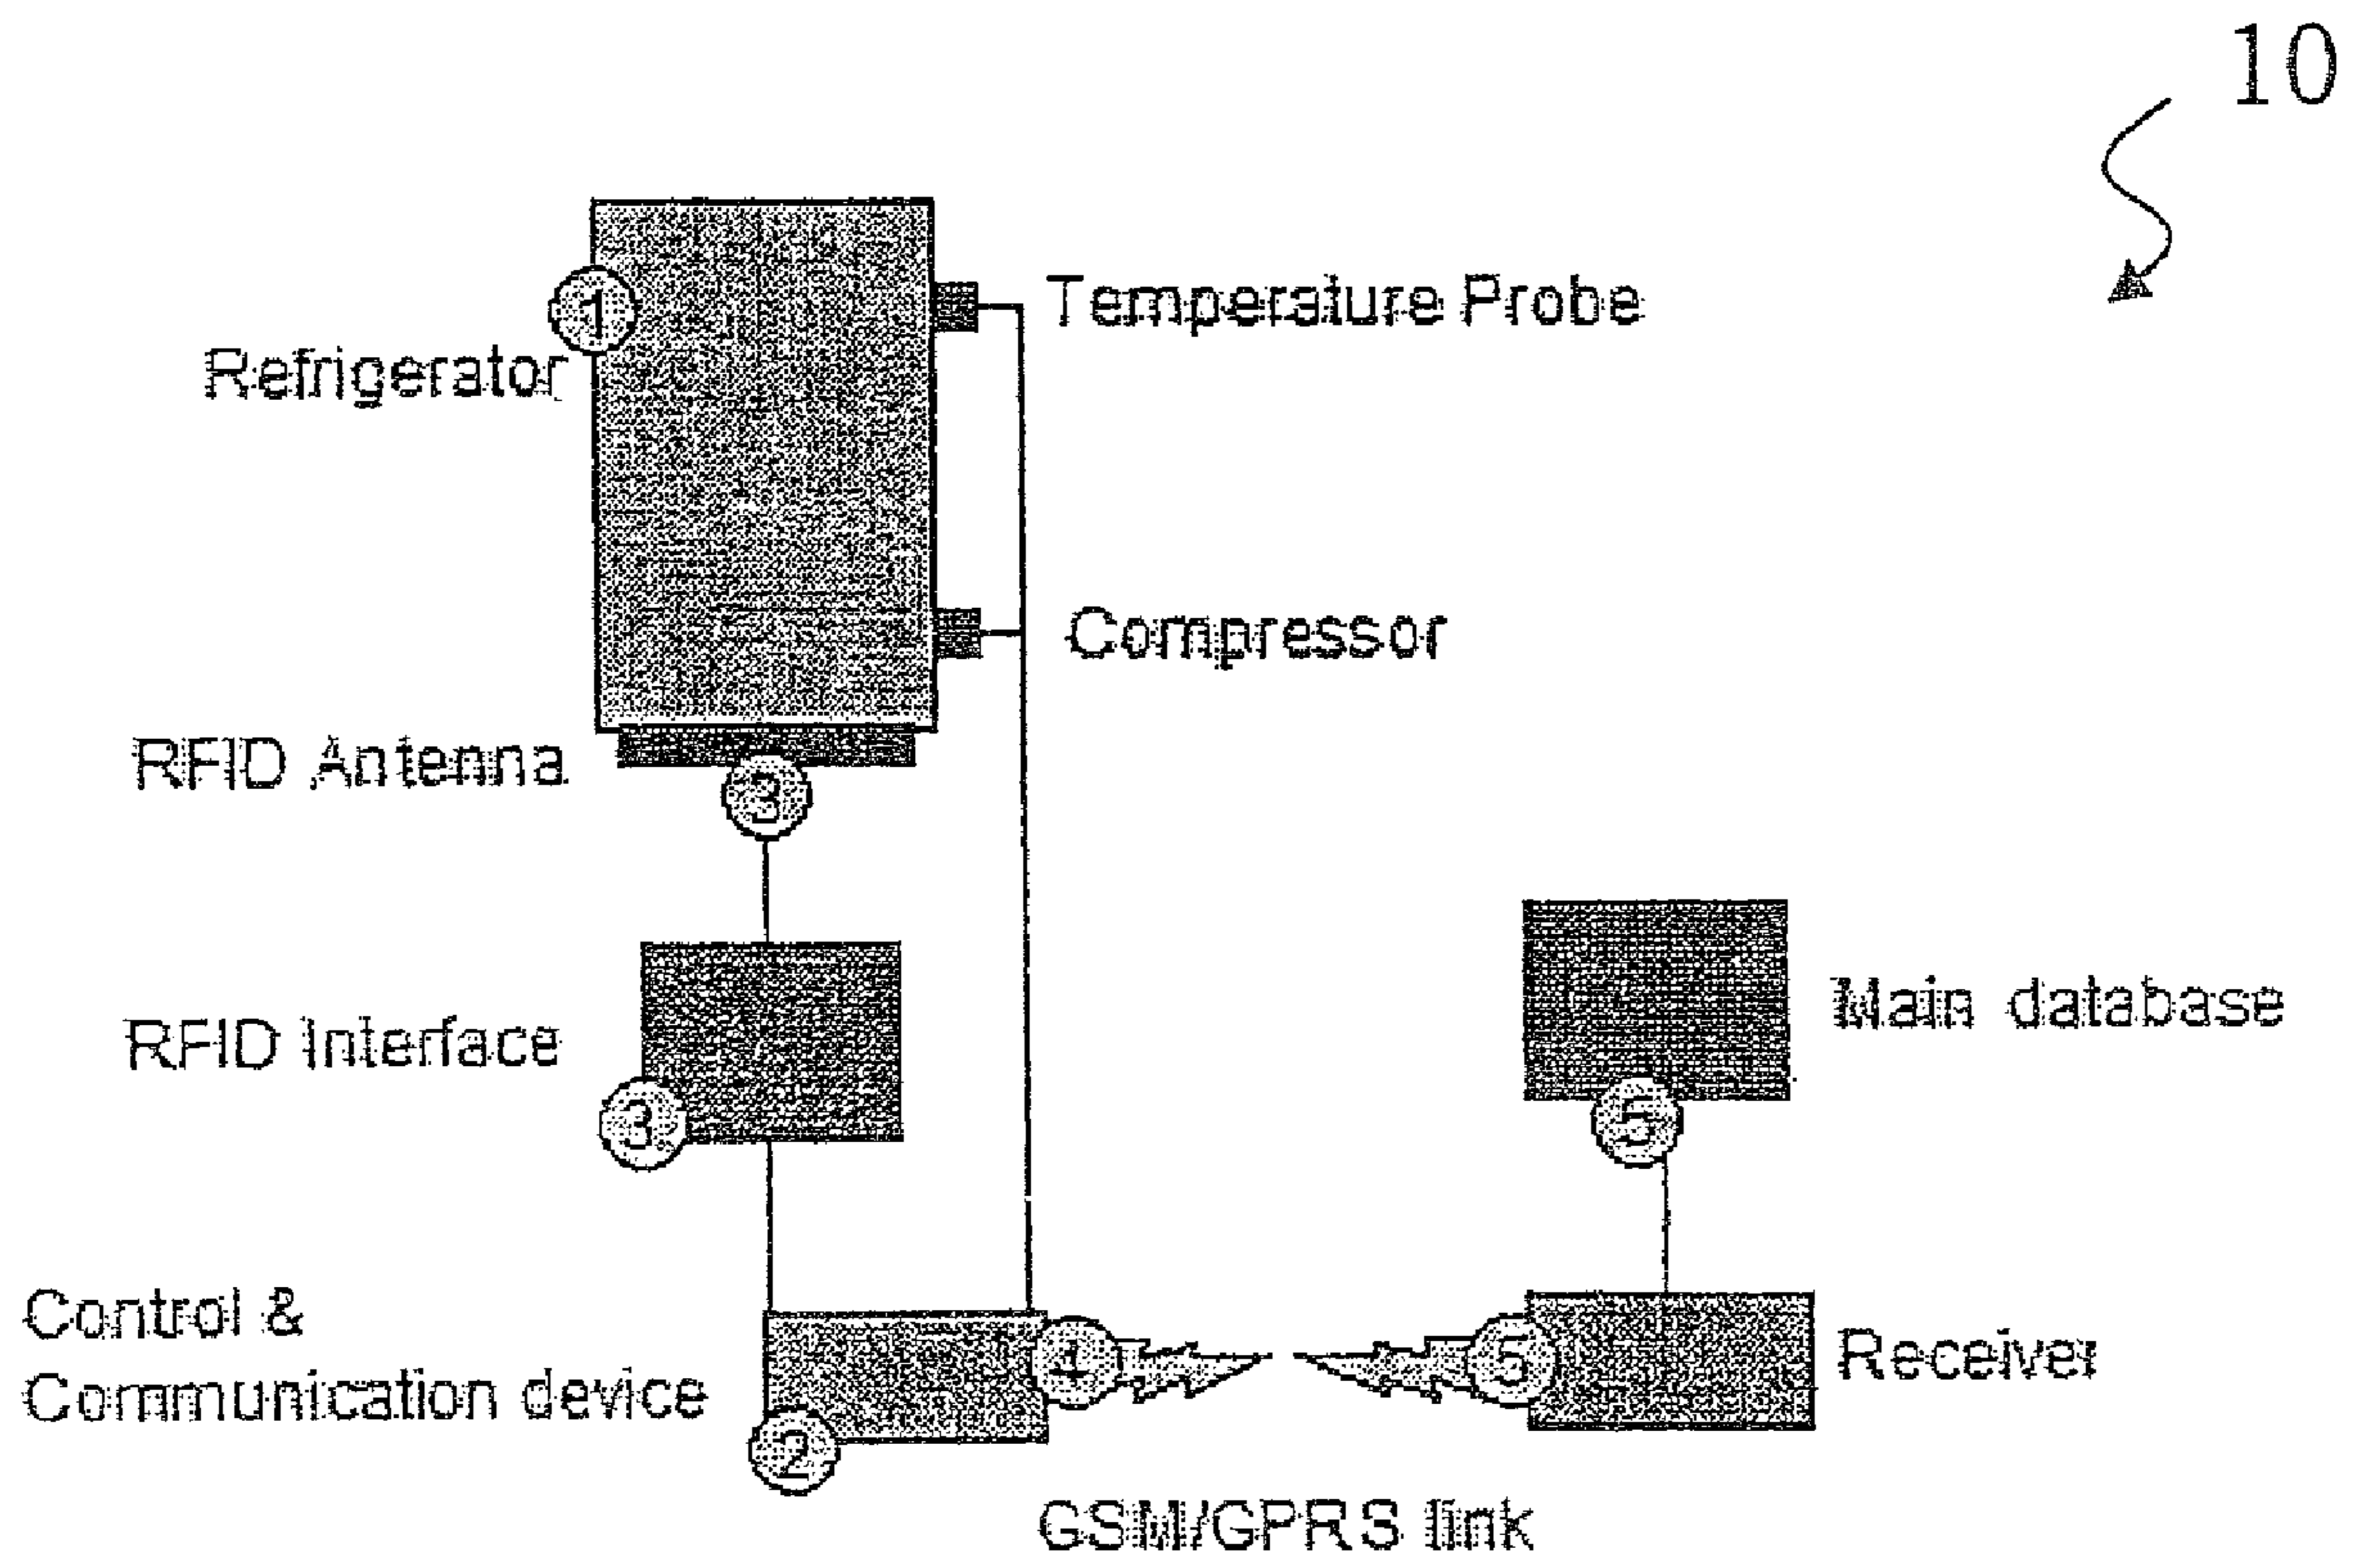 10
1
Temperature Probe
Refrigerator
Compressor
RFID Antenna
3
RFID Interface
3
Main database
5
Control &
Communication device
4
5
Receiver
2
GSM/GPRS link